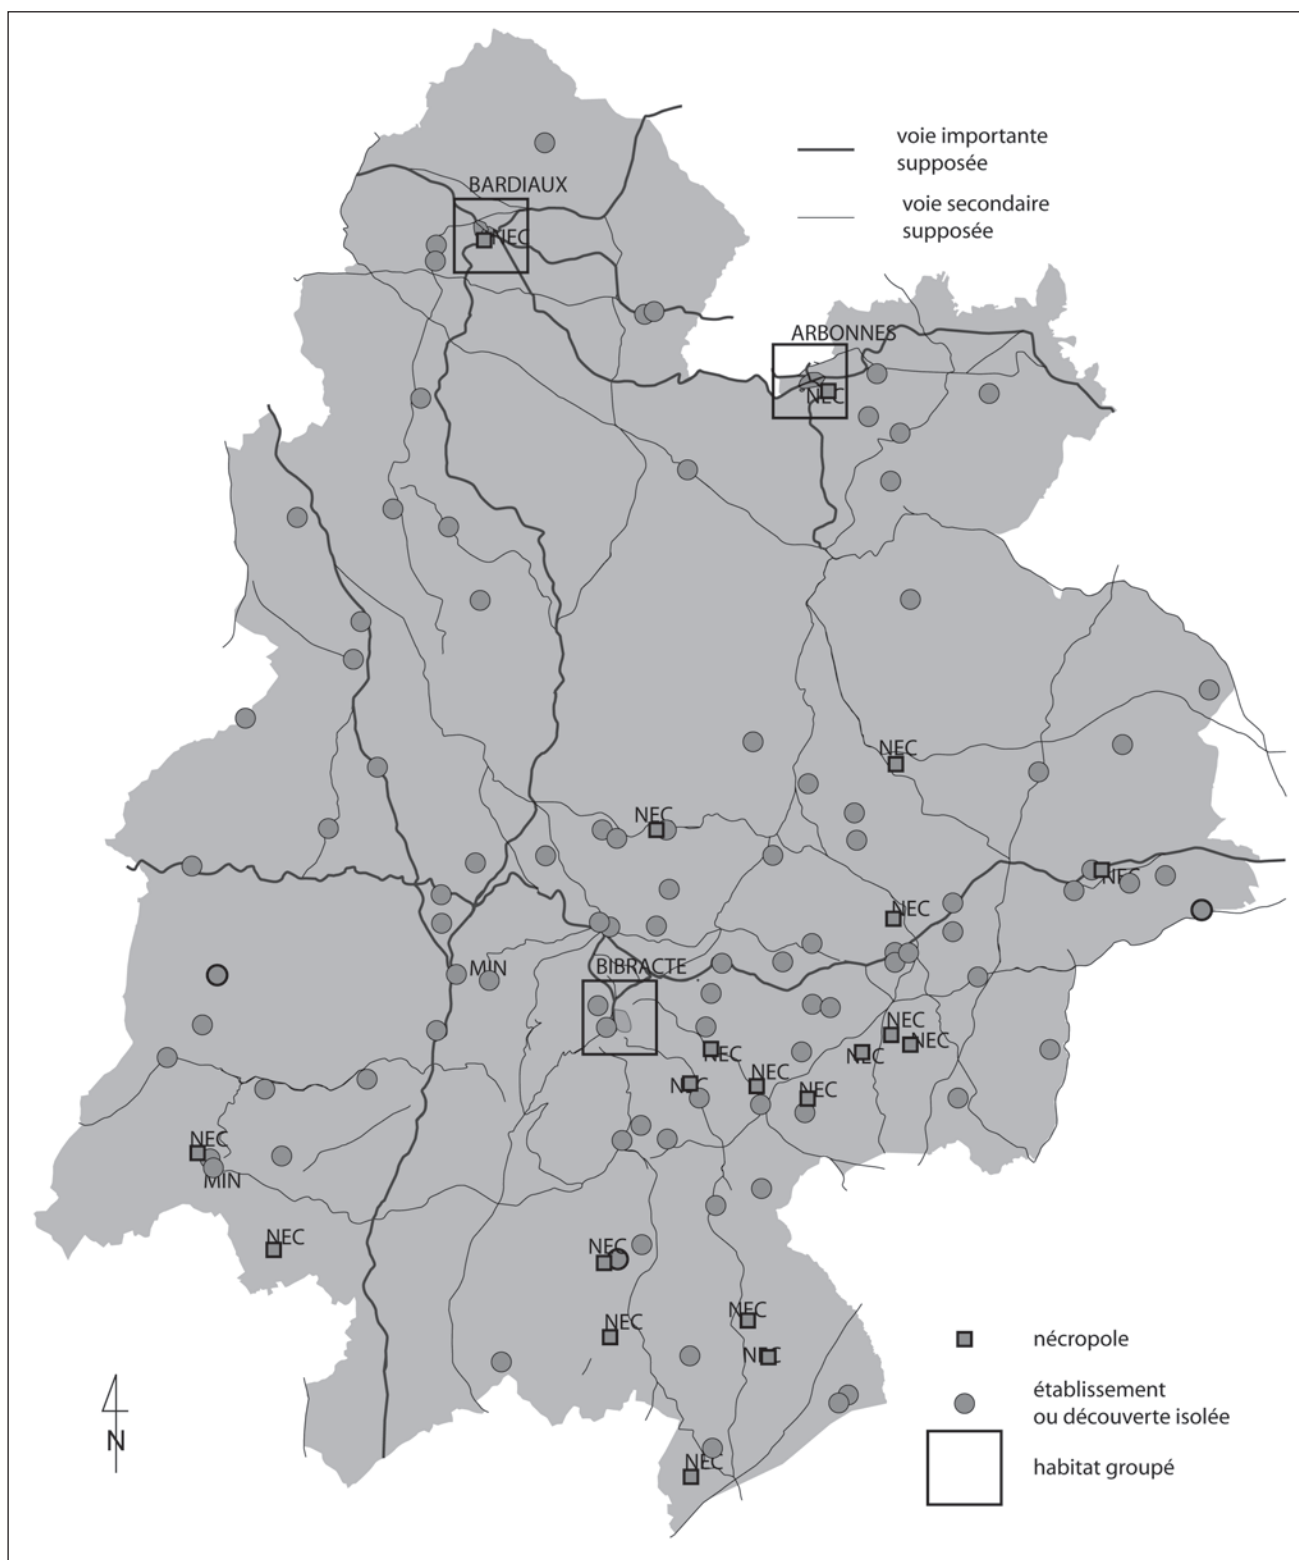 voie importante
supposée
BARDIAUX
voie secondaire
supposée
NEC
ARBONNES
NEC
NEC
NEC
NEC
NEC
BIBRACTE
MIN
NEC
NEC
NEC
NEC
NEC
NEC
NEC
NEC
MIN
NEC
NEC
NEC
NEC
nécropole
NEC
établissement
ou découverte isolée
NEC
habitat groupé
N